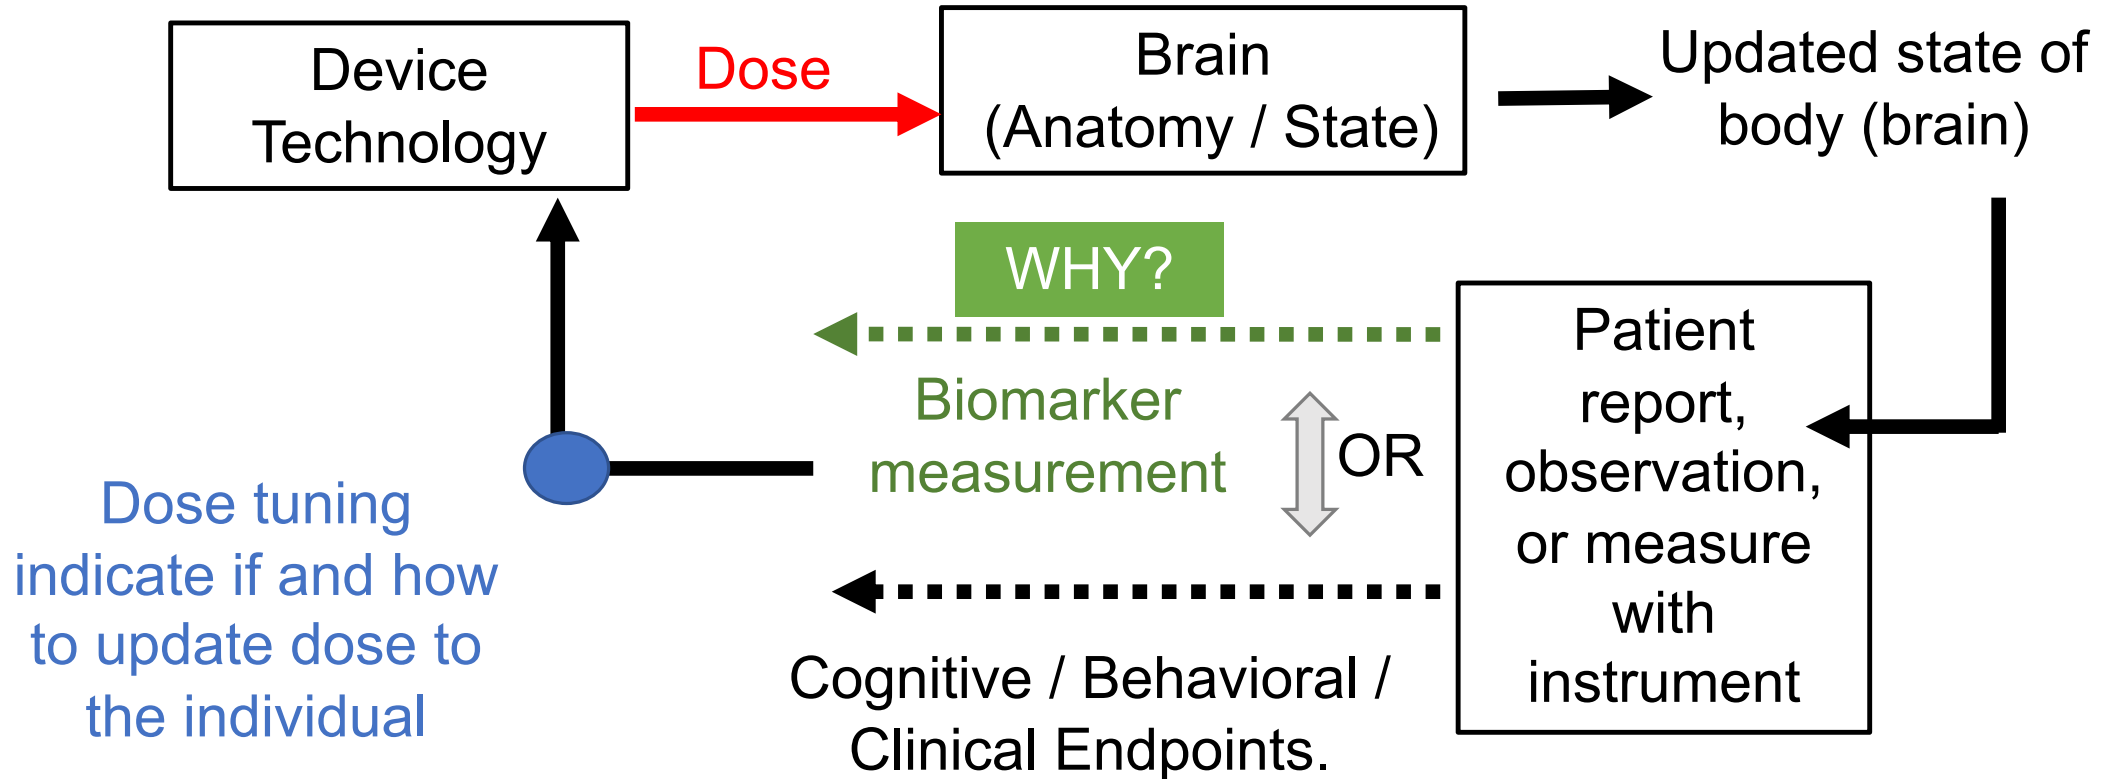 Device
Technology
Dose
Brain
(Anatomy / State)
Updated state of
body (brain)
WHY?
Biomarker
measurement
OR
Patient
report,
observation,
or measure
with
instrument
Dose tuning
indicate if and how
to update dose to
the individual
Cognitive / Behavioral /
Clinical Endpoints.